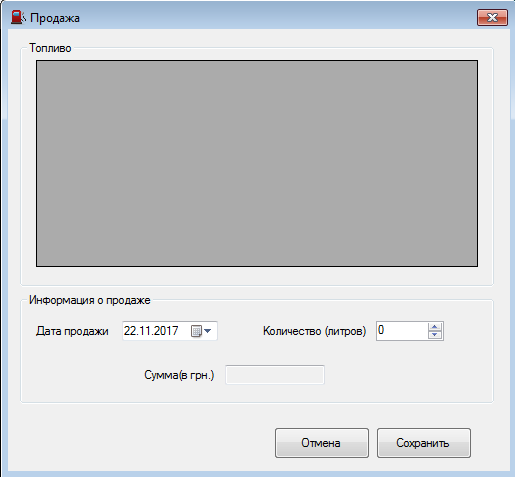 Продажа
Топливо
Информация о продаже
Дата продажи 22.11.2017 Количество (литров) 0
Сумма(в грн.)
Отмена Сохранить